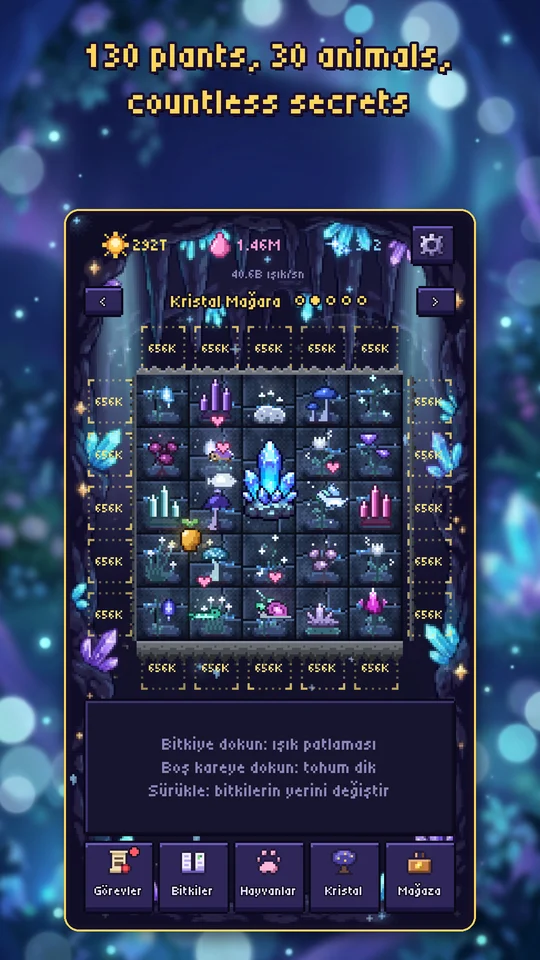 130 plants, 30 animals,
countless secrets
292T 1.46M
40.6B ışık/sn
< Kristal Mağara >
656K 656K 656K 656K 656K
656K 656K
656K 656K
656K 656K
656K 656K
656K 656K
656K 656K 656K 656K 656K
Bitkiye dokun: ışık patlaması
Boş kareye dokun: tohum dik
Sürükle: bitkilerin yerini değiştir
Görevler Bitkiler Hayvanlar Kristal Mağaza